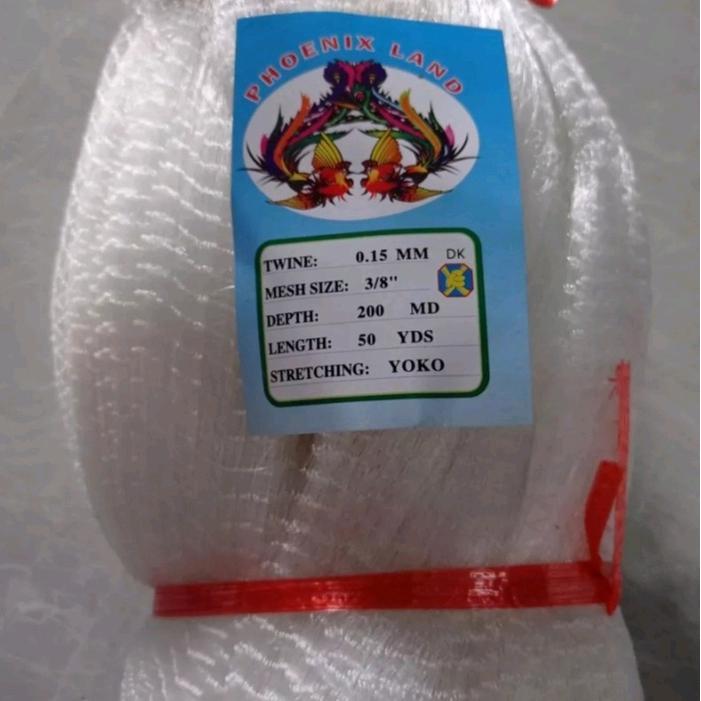 PHOENIX LAND
TWINE: 0.15 MM DK
MESH SIZE: 3/8"
DEPTH: 200 MD
LENGTH: 50 YDS
STRETCHING: YOKO